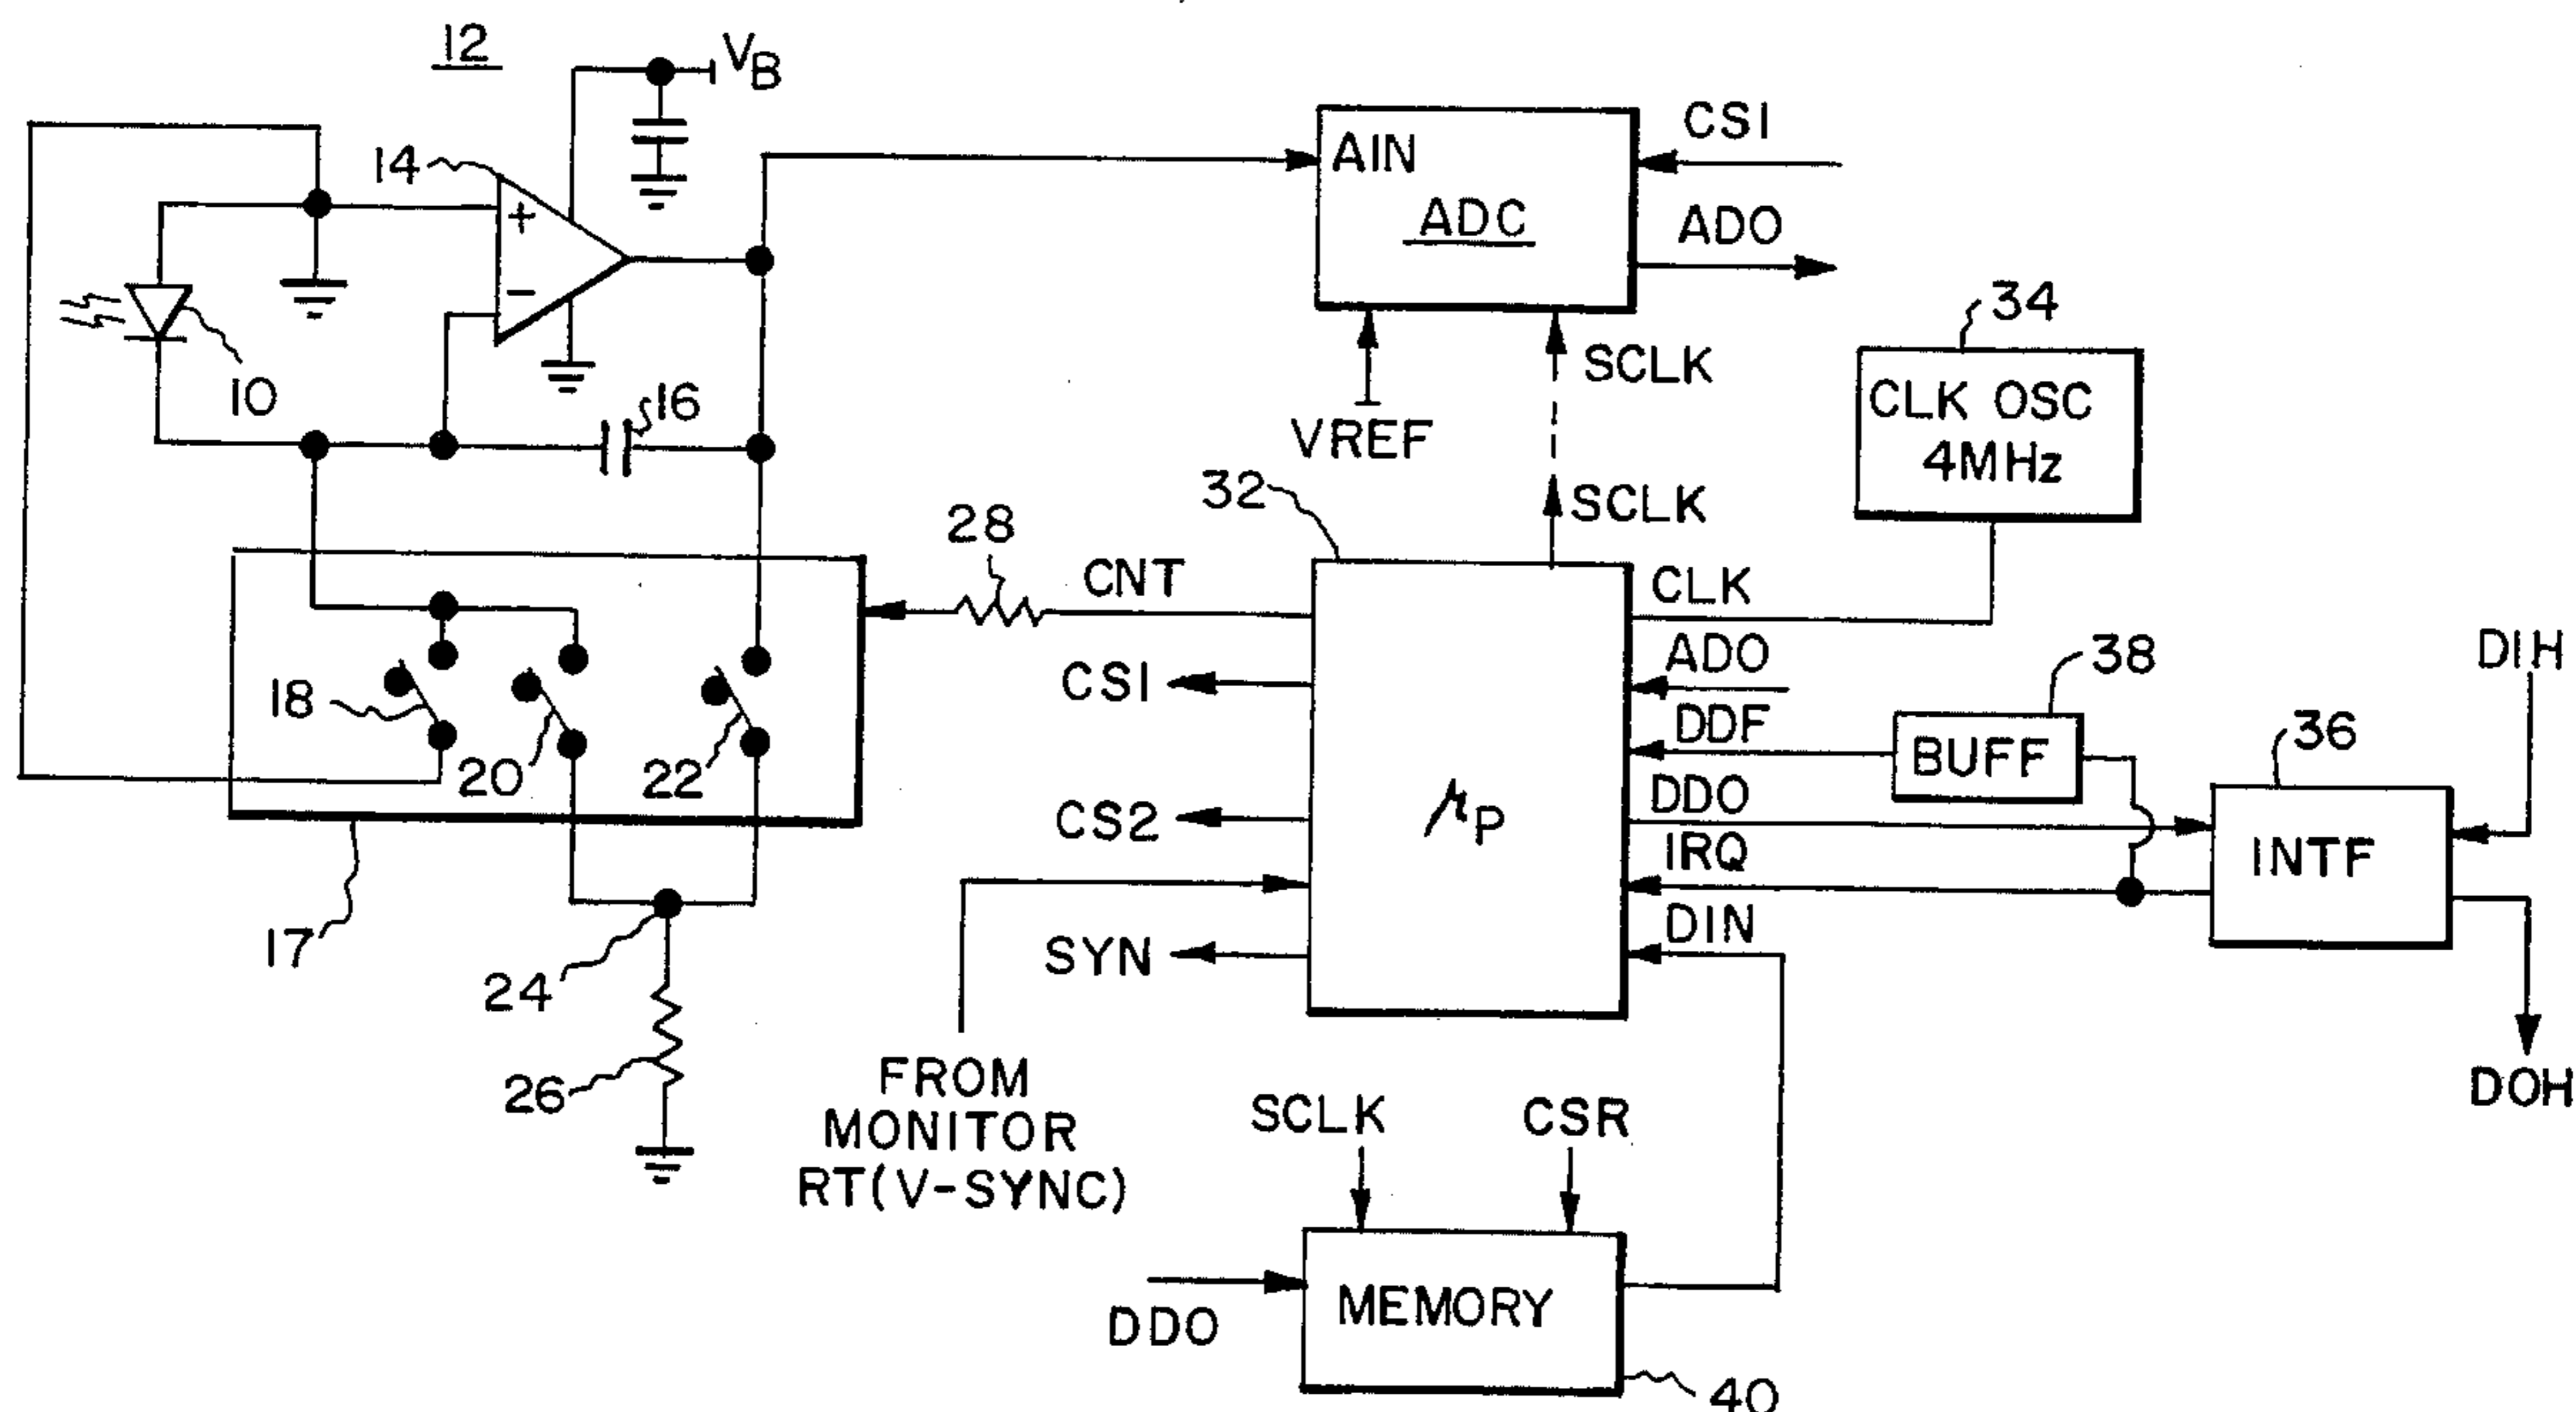 12
VB
14
10
16
AIN
ADC
CS1
ADO
VREF
SCLK
SCLK
34
CLK OSC
4MHz
32
28
CNT
CS1
CS2
SYN
μP
CLK
ADO
DDF
DDO
IRQ
DIN
38
BUFF
36
INTF
DIH
DOH
18
20
22
17
24
26
FROM
MONITOR
RT(V-SYNC)
SCLK
CSR
DDO
MEMORY
40